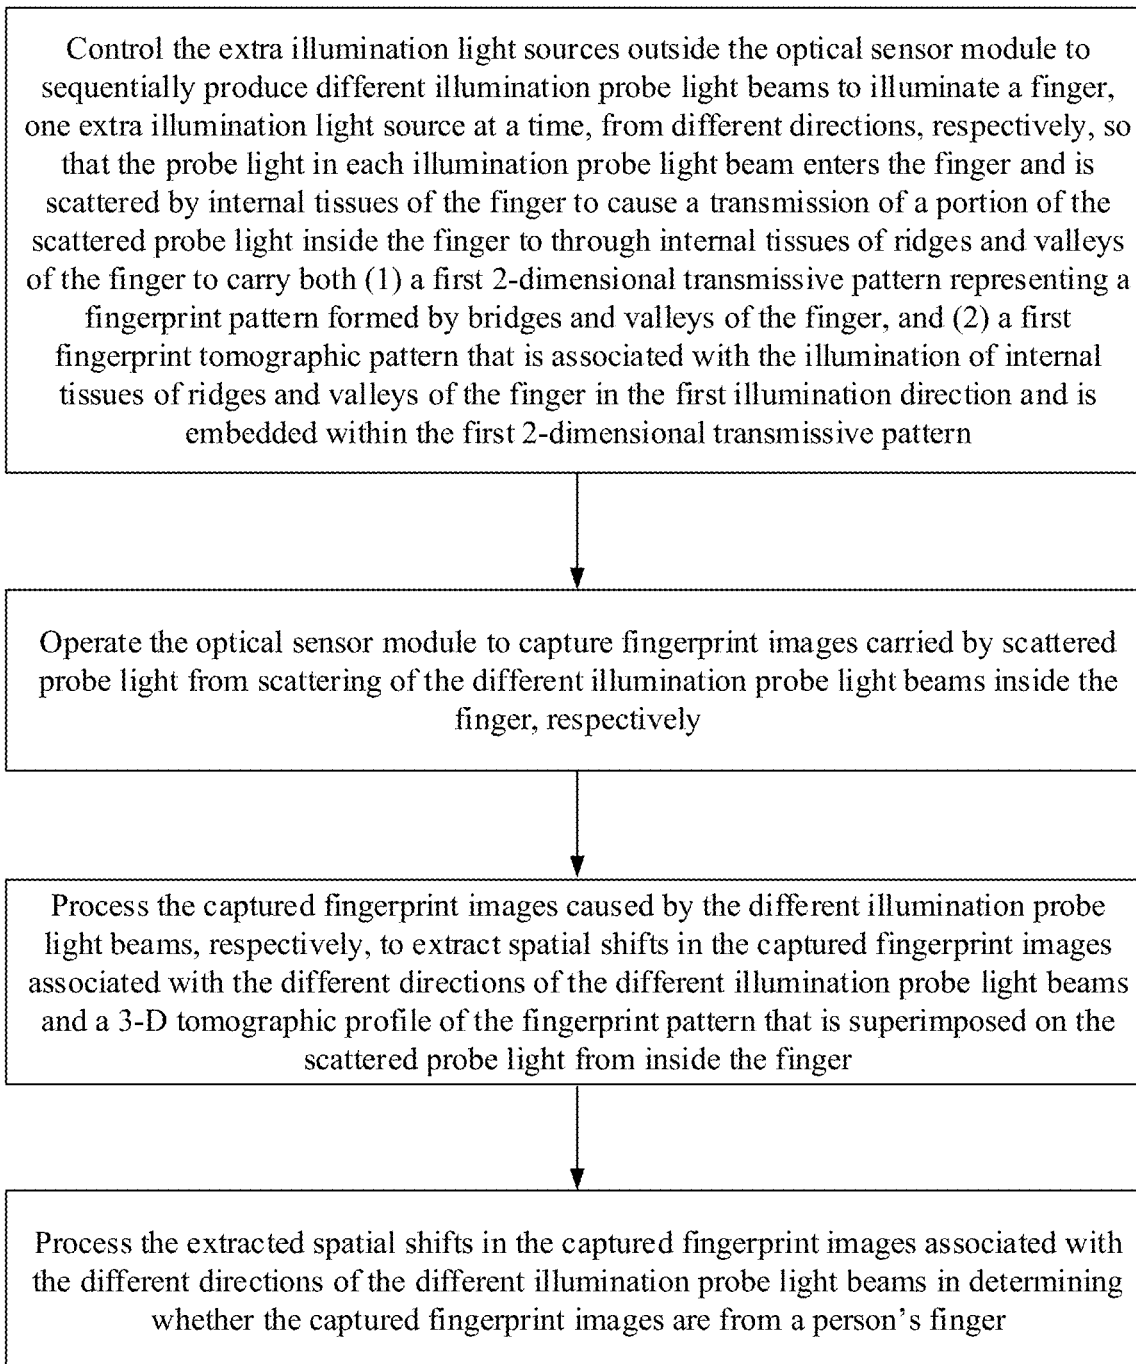 Control the extra illumination light sources outside the optical sensor module to
sequentially produce different illumination probe light beams to illuminate a finger,
one extra illumination light source at a time, from different directions, respectively, so
that the probe light in each illumination probe light beam enters the finger and is
scattered by internal tissues of the finger to cause a transmission of a portion of the
scattered probe light inside the finger to through internal tissues of ridges and valleys
of the finger to carry both (1) a first 2-dimensional transmissive pattern representing a
fingerprint pattern formed by bridges and valleys of the finger, and (2) a first
fingerprint tomographic pattern that is associated with the illumination of internal
tissues of ridges and valleys of the finger in the first illumination direction and is
embedded within the first 2-dimensional transmissive pattern
Operate the optical sensor module to capture fingerprint images carried by scattered
probe light from scattering of the different illumination probe light beams inside the
finger, respectively
Process the captured fingerprint images caused by the different illumination probe
light beams, respectively, to extract spatial shifts in the captured fingerprint images
associated with the different directions of the different illumination probe light beams
and a 3-D tomographic profile of the fingerprint pattern that is superimposed on the
scattered probe light from inside the finger
Process the extracted spatial shifts in the captured fingerprint images associated with
the different directions of the different illumination probe light beams in determining
whether the captured fingerprint images are from a person's finger